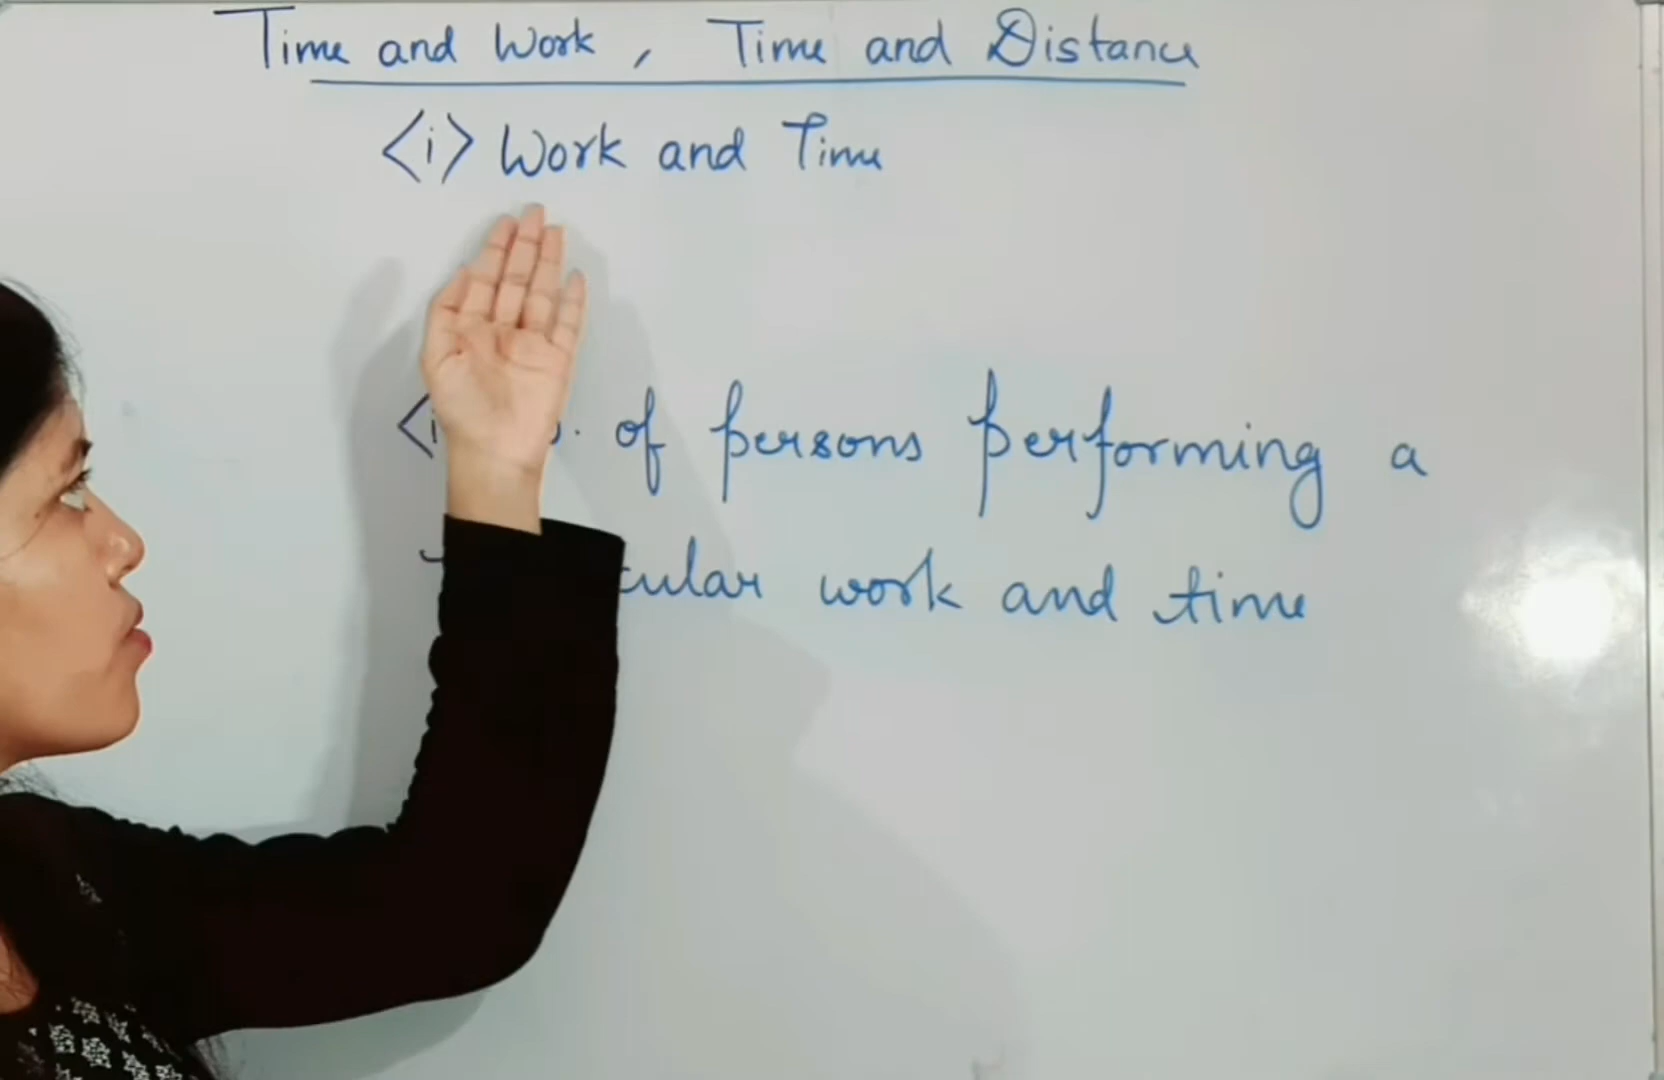 Time and Work, Time and Distance
<i> Work and Time
of persons performing a
work and time